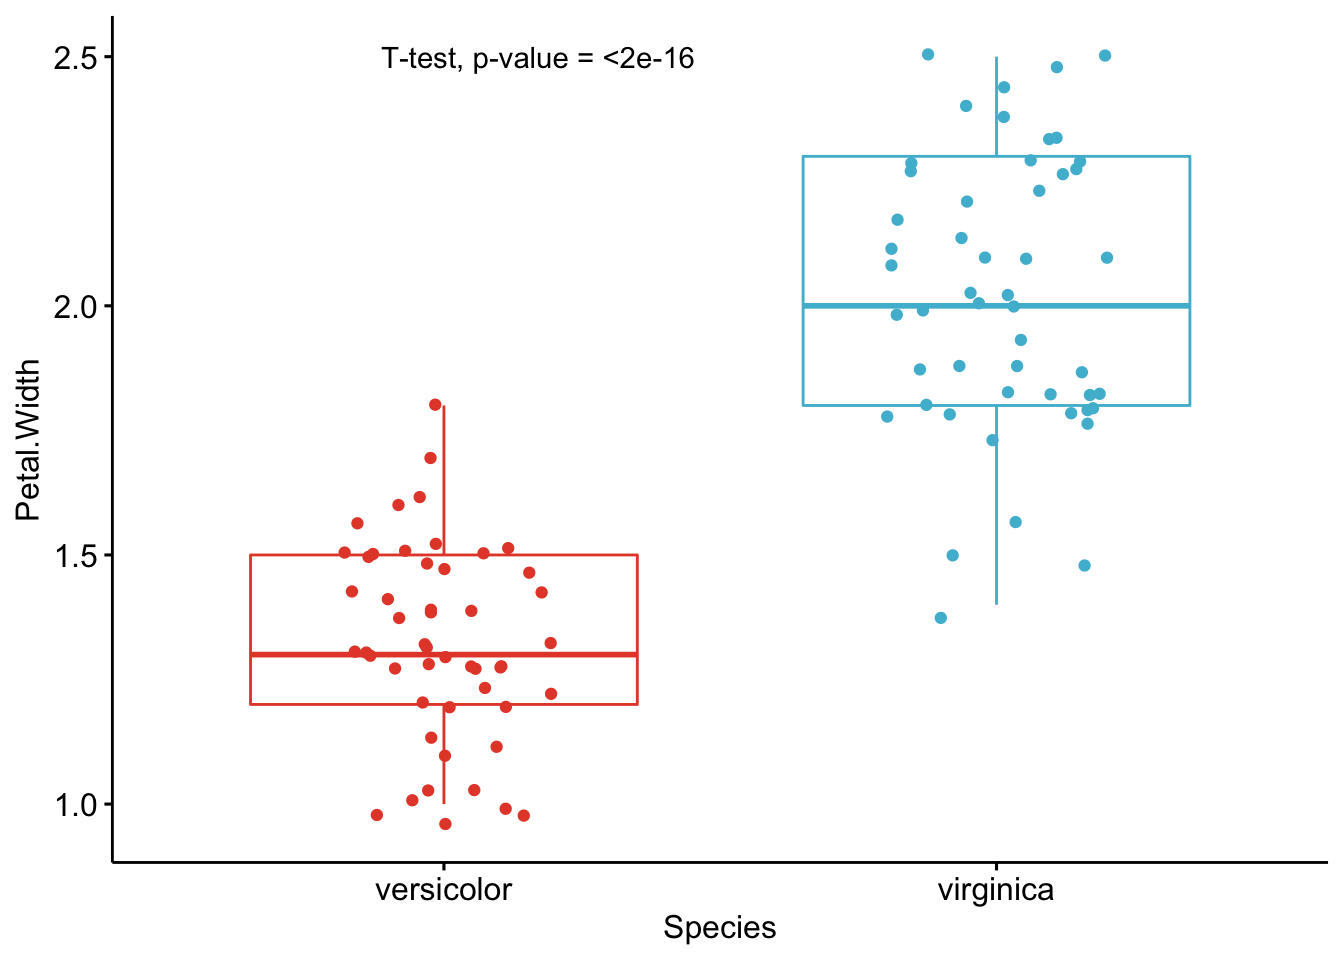 T-test, p-value = <2e-16
Petal.Width
2.5
2.0
1.5
1.0
versicolor
virginica
Species